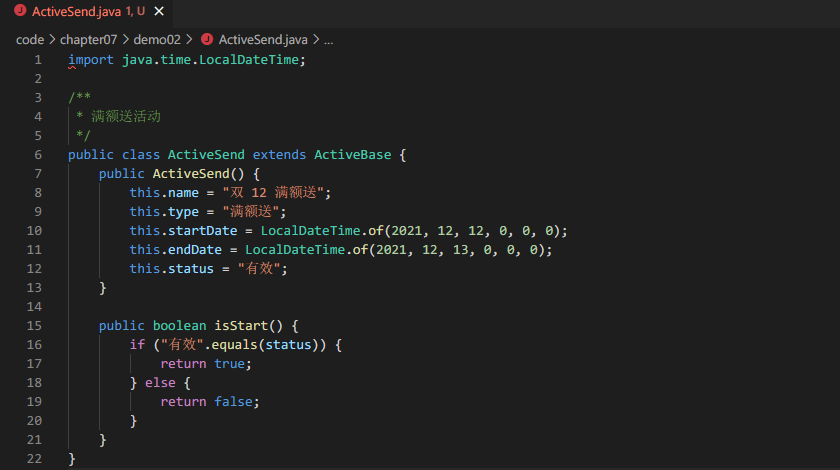 ActiveSend.java 1, U ×
code > chapter07 > demo02 > ActiveSend.java > ...
1 import java.time.LocalDateTime;
2
3 /**
4  * 满额送活动
5  */
6 public class ActiveSend extends ActiveBase {
7     public ActiveSend() {
8         this.name = "双 12 满额送";
9         this.type = "满额送";
10         this.startDate = LocalDateTime.of(2021, 12, 12, 0, 0, 0);
11         this.endDate = LocalDateTime.of(2021, 12, 13, 0, 0, 0);
12         this.status = "有效";
13     }
14
15     public boolean isStart() {
16         if ("有效".equals(status)) {
17             return true;
18         } else {
19             return false;
20         }
21     }
22 }